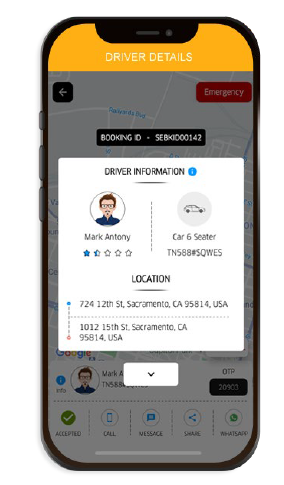 DRIVER DETAILS
Emergency
BOOKING ID - SEBKID00142
DRIVER INFORMATION
Mark Antony
Car 6 Seater
TN588#SQWES
LOCATION
724 12th St, Sacramento, CA 95814, USA
1012 15th St, Sacramento, CA
95814, USA
Google
Info
Mark A
TN588#S
OTP
20903
ACCEPTED
CALL
MESSAGE
SHARE
WHATSAPP